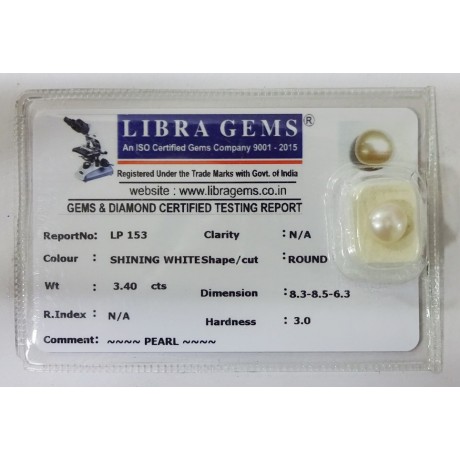 LIBRA GEMS®
An ISO Certified Gems Company 9001 - 2015
Registered Under the Trade Marks with Govt. of India
website : www.libragems.co.in
GEMS & DIAMOND CERTIFIED TESTING REPORT
ReportNo: LP 153 Clarity : N/A
Colour : SHINING WHITE Shape/cut : ROUND
Wt : 3.40 cts Dimension : 8.3-8.5-6.3
R.Index : N/A Hardness : 3.0
Comment: ~~~~ PEARL ~~~~